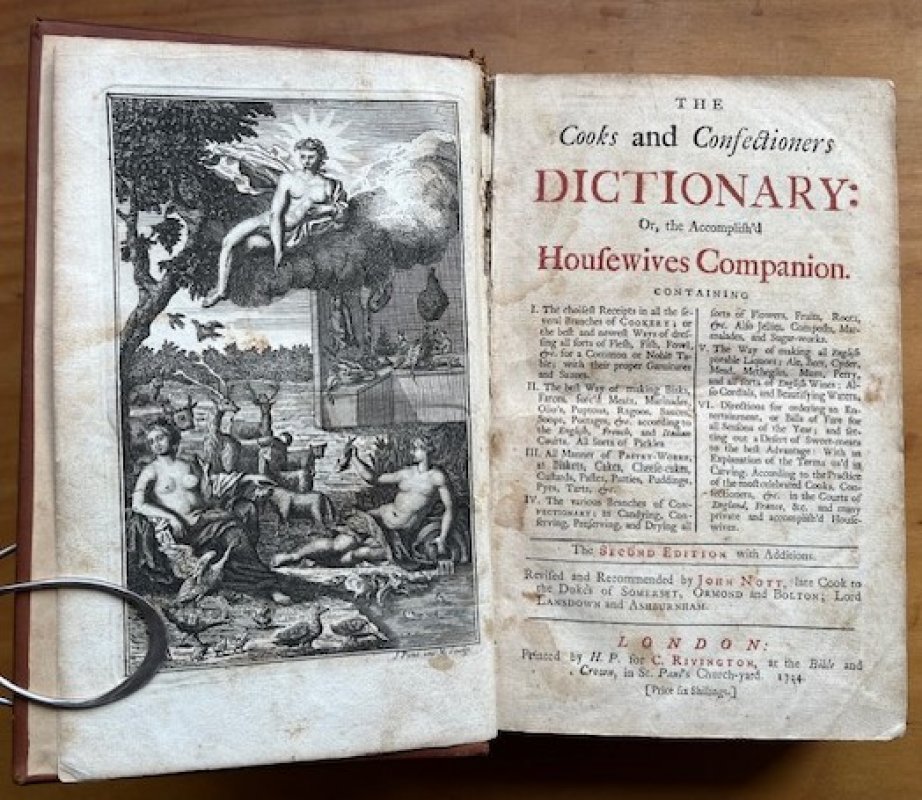 THE
Cooks and Confectioners
DICTIONARY:
Or, the Accompliſh'd
Houſewives Companion.
CONTAINING
I. The choiſeſt Receipts in all the ſe-
veral Branches of COOKERY; or
the beſt and neweſt Ways of dreſ-
ſing all ſorts of Fleſh, Fiſh, Fowl,
&c. for a Common or Noble Ta-
ble; with their proper Garnitures
and Sauces.
II. The beſt Way of making Bisks,
Farces, forc'd Meats, Marinades,
Olio's, Puptons, Ragoos, Sauces,
Soops, Pottages, &c. according to
the English, French, and Italian
Courts. All Sorts of Pickles
III. All Manner of PASTRY-WORKS,
as Biskets, Cakes, Cheeſe-cakes,
Cuſtards, Paſtes, Patties, Puddings,
Pyes, Tarts, &c.
IV. The various Branches of CON-
FECTIONARY; as Candying, Con-
ſerving, Preſerving, and Drying all
ſorts of Flowers, Fruits, Roots,
&c. Alſo Jellies, Compoſts, Mar-
malades, and Sugar-works.
V. The Way of making all Engliſh
potable Liquors; Ale, Beer, Cyder,
Mead, Metheglin, Mum, Perry,
and all ſorts of Engliſh Wines: Al-
ſo Cordials, and Beautifying Waters.
VI. Directions for ordering an En-
tertainment, or Bills of Fare for
all Seaſons of the Year; and ſet-
ting out a Deſert of Sweet-meats
to the beſt Advantage: With an
Explanation of the Terms us'd in
Carving. According to the Practice
of the moſt celebrated Cooks, Con-
fectioners, &c. in the Courts of
England, France, &c. and many
private and accompliſh'd Houſe-
wives.
The SECOND EDITION with Additions.
Reviſed and Recommended by JOHN NOTT, late Cook to
the Dukes of SOMERSET, ORMOND and BOLTON; Lord
LANSDOWN and ASHBURNHAM.
LONDON:
Printed by H. P. for C. RIVINGTON, at the Bible and
Crown, in St. Paul's Church-yard. 1724
[Price ſix Shillings.]